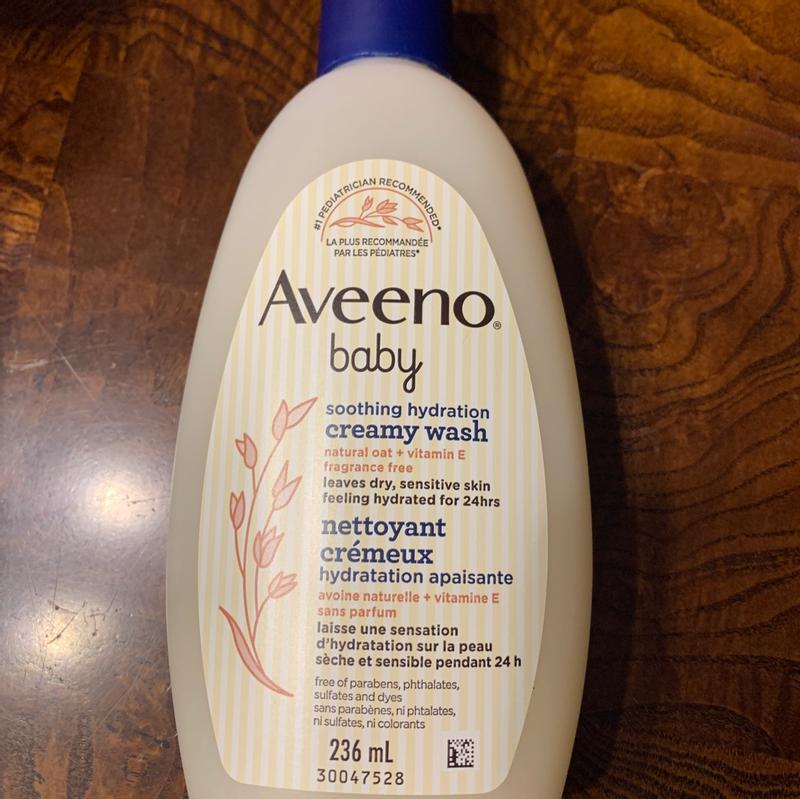 #1 PEDIATRICIAN RECOMMENDED*
LA PLUS RECOMMANDÉE
PAR LES PÉDIATRES*
Aveeno®
baby
soothing hydration
creamy wash
natural oat + vitamin E
fragrance free
leaves dry, sensitive skin
feeling hydrated for 24hrs
nettoyant
crémeux
hydratation apaisante
avoine naturelle + vitamine E
sans parfum
laisse une sensation
d'hydratation sur la peau
sèche et sensible pendant 24 h
free of parabens, phthalates,
sulfates and dyes
sans parabènes, ni phtalates,
ni sulfates, ni colorants
236 mL
30047528